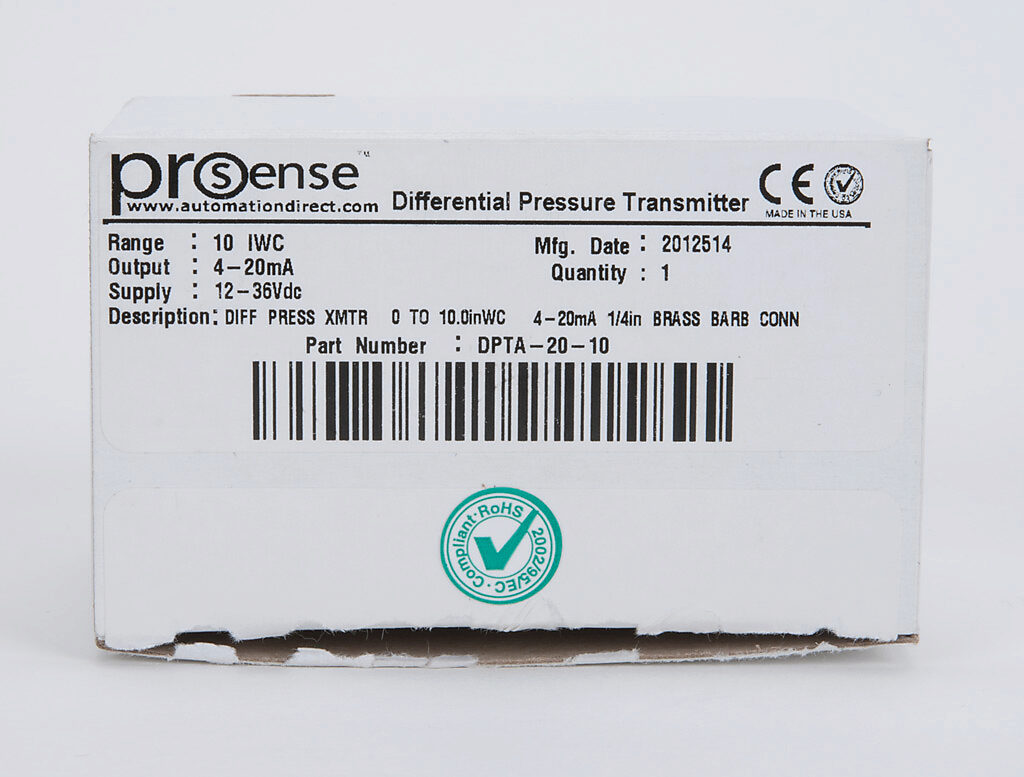 prosense™
www.automationdirect.com
Differential Pressure Transmitter
CE
MADE IN THE USA
Range : 10 IWC
Mfg. Date : 2012514
Output : 4-20mA
Quantity : 1
Supply : 12-36Vdc
Description: DIFF PRESS XMTR 0 TO 10.0inWC 4-20mA 1/4in BRASS BARB CONN
Part Number : DPTA-20-10
Compliant·RoHS
2002/95/EC·